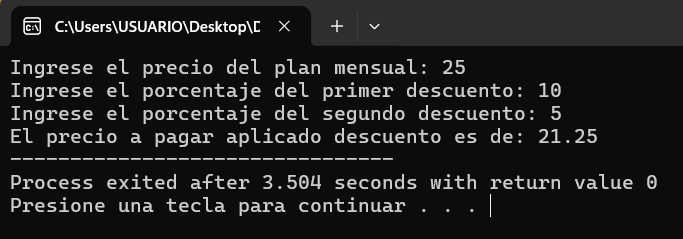 C:\Users\USUARIO\Desktop\D
Ingrese el precio del plan mensual: 25
Ingrese el porcentaje del primer descuento: 10
Ingrese el porcentaje del segundo descuento: 5
El precio a pagar aplicado descuento es de: 21.25
--------------------------------
Process exited after 3.504 seconds with return value 0
Presione una tecla para continuar . . .